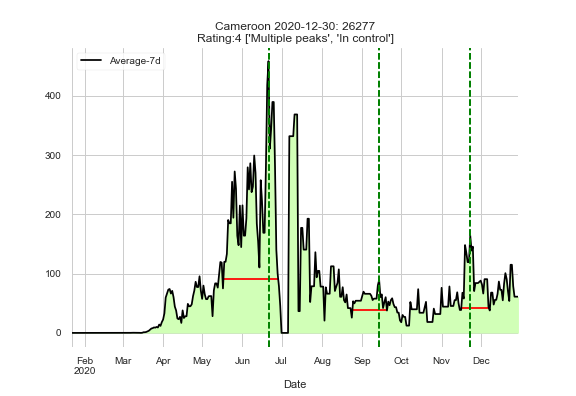 Cameroon 2020-12-30: 26277
Rating:4 ['Multiple peaks', 'In control']
Average-7d
400
300
200
100
0
Feb Mar Apr May Jun Jul Aug Sep Oct Nov Dec
2020
Date